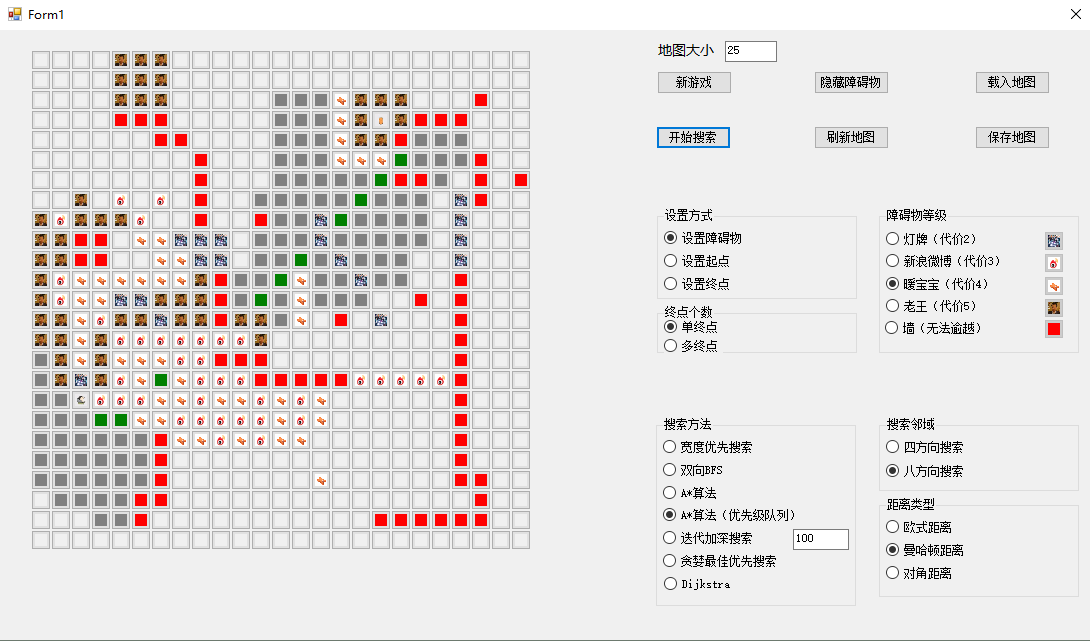 Form1
地图大小 25
新游戏 隐藏障碍物 载入地图
开始搜索 刷新地图 保存地图
设置方式
设置障碍物
设置起点
设置终点
终点个数
单终点
多终点
障碍物等级
灯牌（代价2）
新浪微博（代价3）
暖宝宝（代价4）
老王（代价5）
墙（无法逾越）
搜索方法
宽度优先搜索
双向BFS
A*算法
A*算法（优先级队列）
迭代加深搜索 100
贪婪最佳优先搜索
Dijkstra
搜索邻域
四方向搜索
八方向搜索
距离类型
欧式距离
曼哈顿距离
对角距离